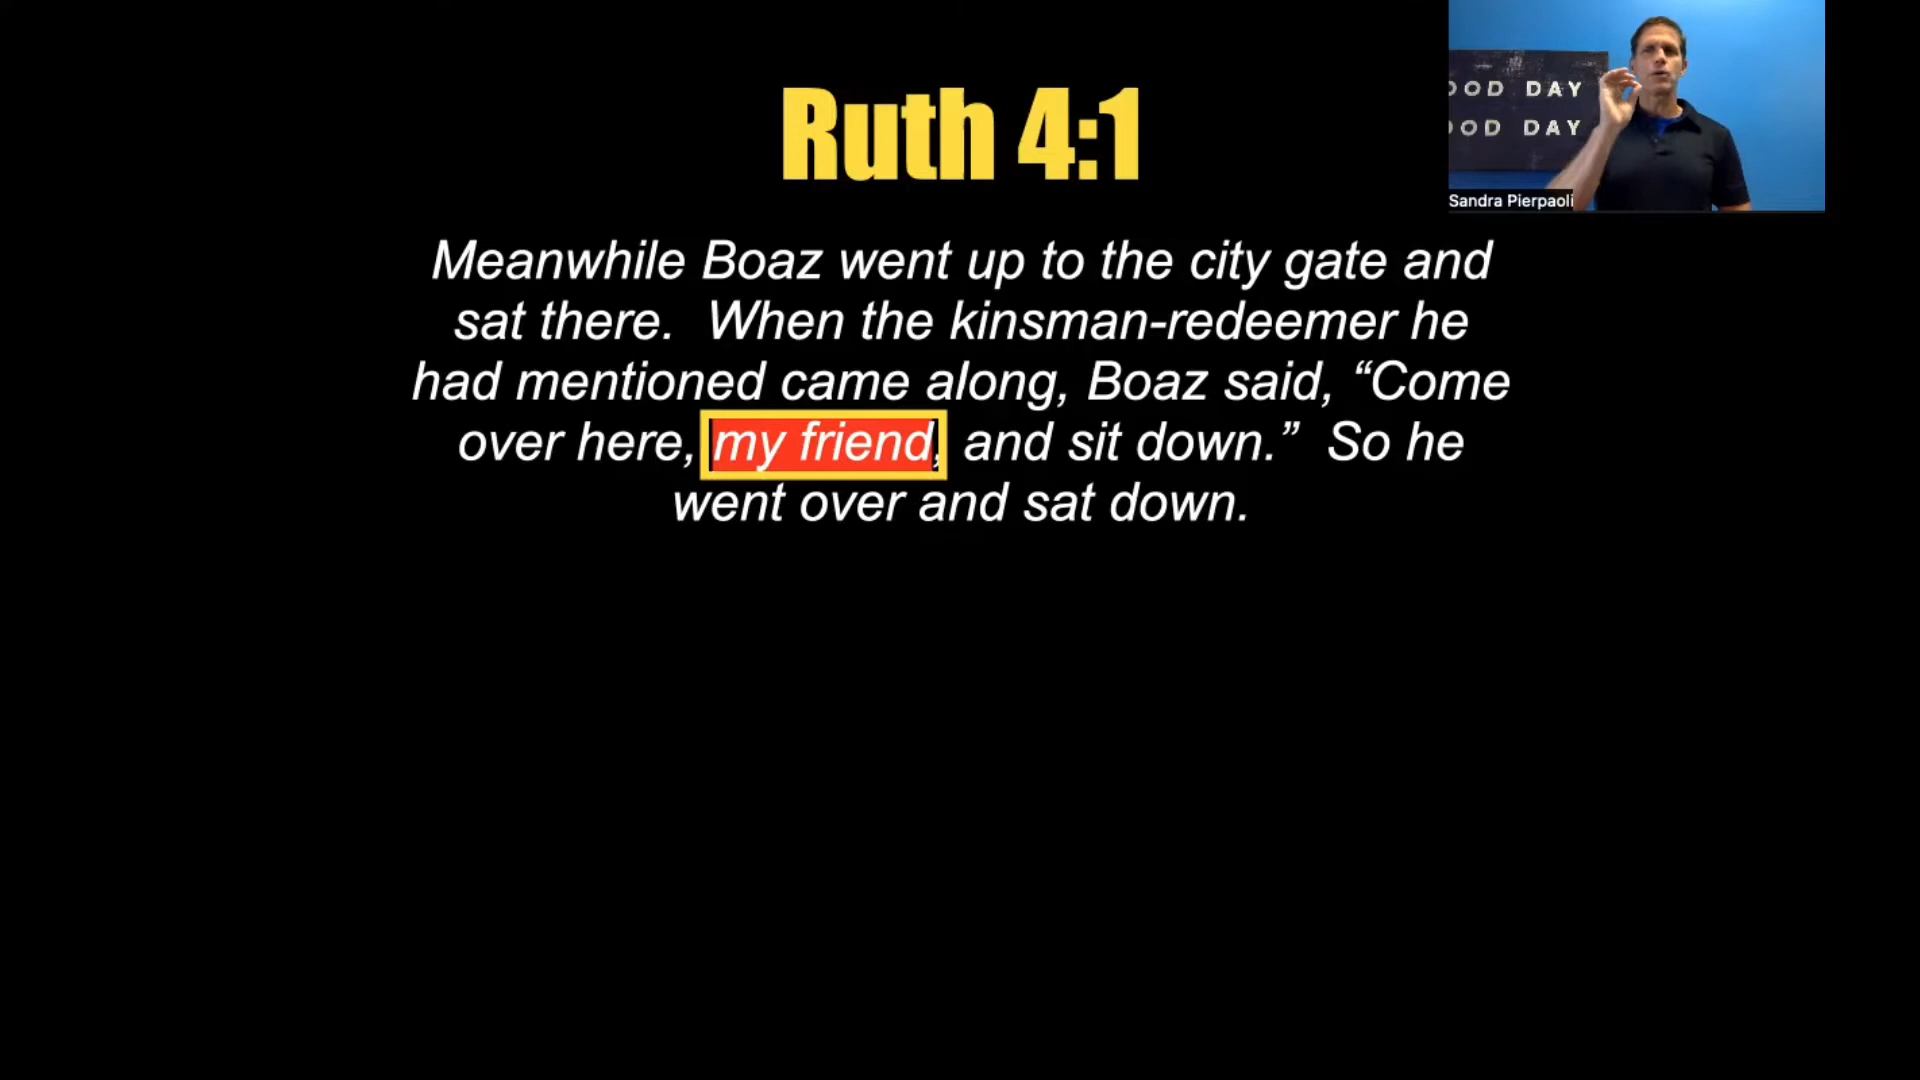 Ruth 4:1
Meanwhile Boaz went up to the city gate and
sat there.  When the kinsman-redeemer he
had mentioned came along, Boaz said, “Come
over here, my friend, and sit down.”  So he
went over and sat down.
OOD DAY
OOD DAY
Sandra Pierpaoli